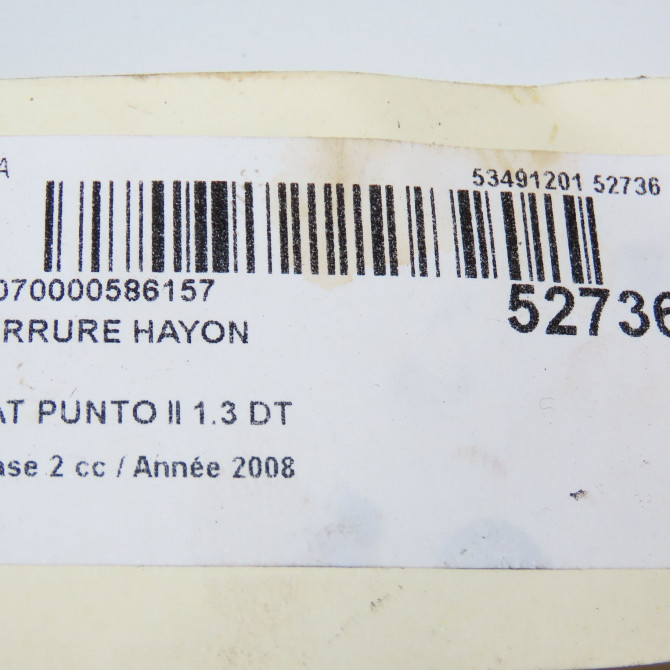 A
53491201 52736
070000586157
52736
RRURE HAYON
AT PUNTO II 1.3 DT
ase 2 cc / Année 2008